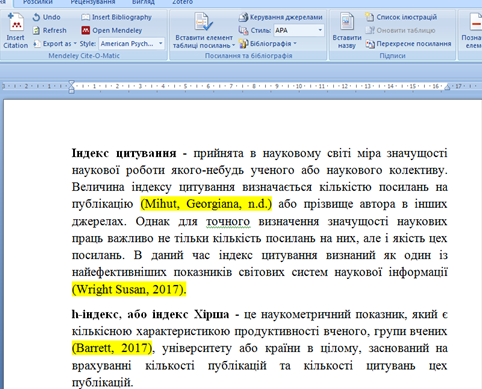 Розсилки Рецензування Вигляд Zotero
Insert Citation
Undo
Refresh
Export as
Insert Bibliography
Open Mendeley
Style: American Psych...
Mendeley Cite-O-Matic
Вставити елемент таблиці посилань
Керування джерелами
Стиль: APA
Бібліографія
Посилання та бібліографія
Вставити назву
Список ілюстрацій
Оновити таблицю
Перехресне посилання
Підписи
Індекс цитування - прийнята в науковому світі міра значущості
наукової роботи якого-небудь ученого або наукового колективу.
Величина індексу цитування визначається кількістю посилань на
публікацію (Mihut, Georgiana, n.d.) або прізвище автора в інших
джерелах. Однак для точного визначення значущості наукових
праць важливо не тільки кількість посилань на них, але і якість цех
посилань. В даний час індекс цитування визнаний як один із
найефективніших показників світових систем наукової інформації
(Wright Susan, 2017).
h-індекс, або індекс Хірша - це наукометричний показник, який є
кількісною характеристикою продуктивності вченого, групи вчених
(Barrett, 2017), університету або країни в цілому, заснований на
врахуванні кількості публікацій та кількості цитувань цех
публікацій.